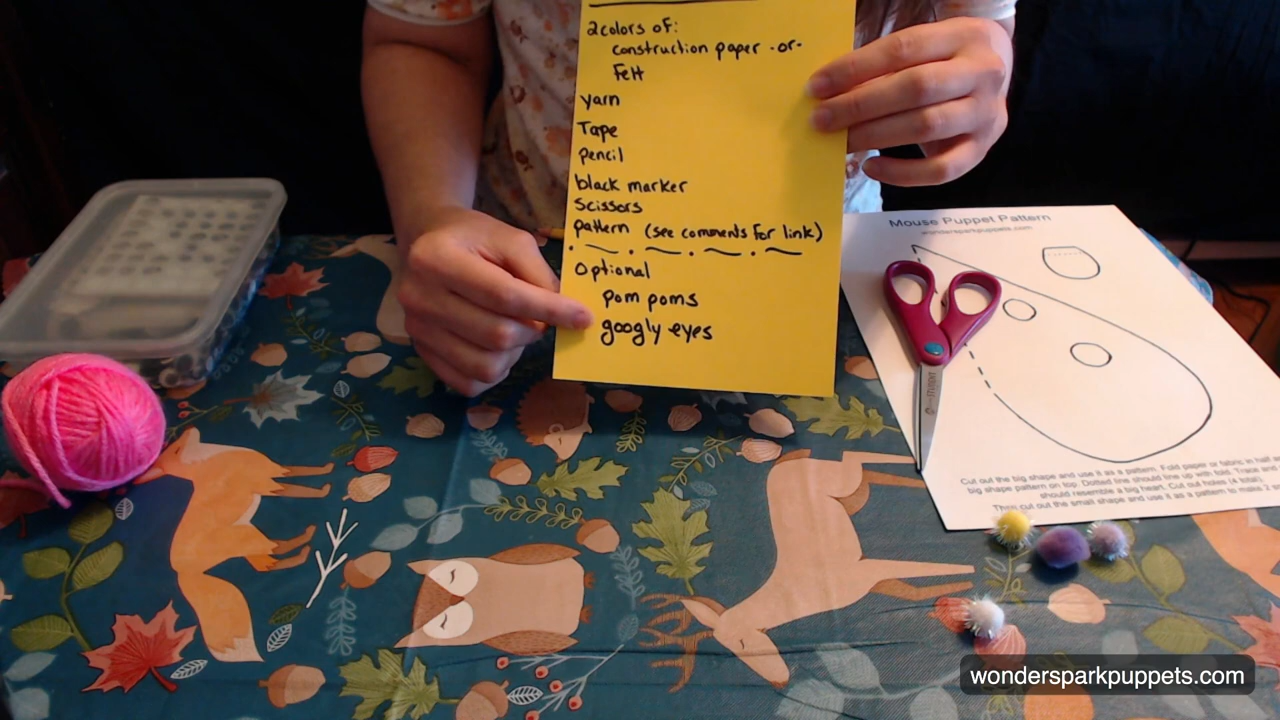 2 colors of:
construction paper -or-
Felt
yarn
Tape
pencil
black marker
Scissors
pattern (see comments for link)
Optional
pom poms
googly eyes
Mouse Puppet Pattern
wondersparkpuppets.com
Cut out the big shape and use it as a pattern. Fold paper or fabric in half
big shape pattern on top. Dotted line should line up with fold. Trace and
should resemble a big heart. Cut out holes (4 total).
Then cut out the small shape and use it as a pattern to make 2
wondersparkpuppets.com